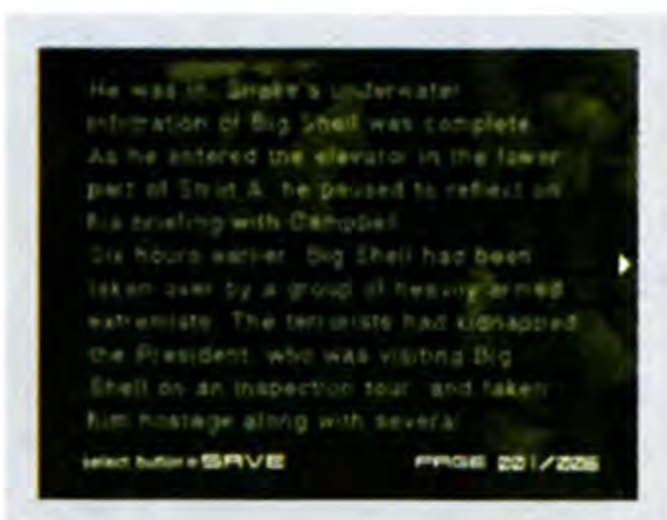 He was in. Snake's underwater
infiltration of Big Shell was complete.
As he entered the elevator in the lower
part of Strut A, he paused to reflect on
his briefing with Campbell.
Six hours earlier, Big Shell had been
taken over by a group of heavily armed
extremists. The terrorists had kidnapped
the President, who was visiting Big
Shell on an inspection tour, and taken
him hostage along with several
select button=SAVE PAGE 001/006